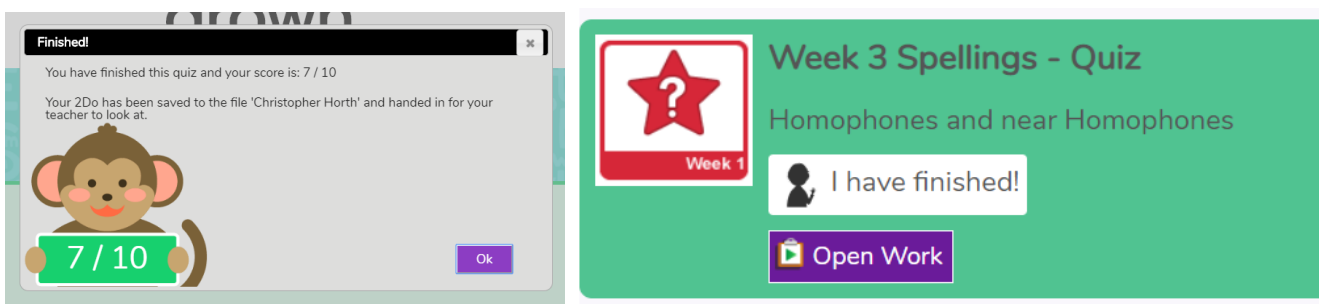 grown
Finished!
You have finished this quiz and your score is: 7 / 10
Your 2Do has been saved to the file 'Christopher Horth' and handed in for your
teacher to look at.
7 / 10
Ok
Week 3 Spellings - Quiz
Homophones and near Homophones
Week 1
I have finished!
Open Work